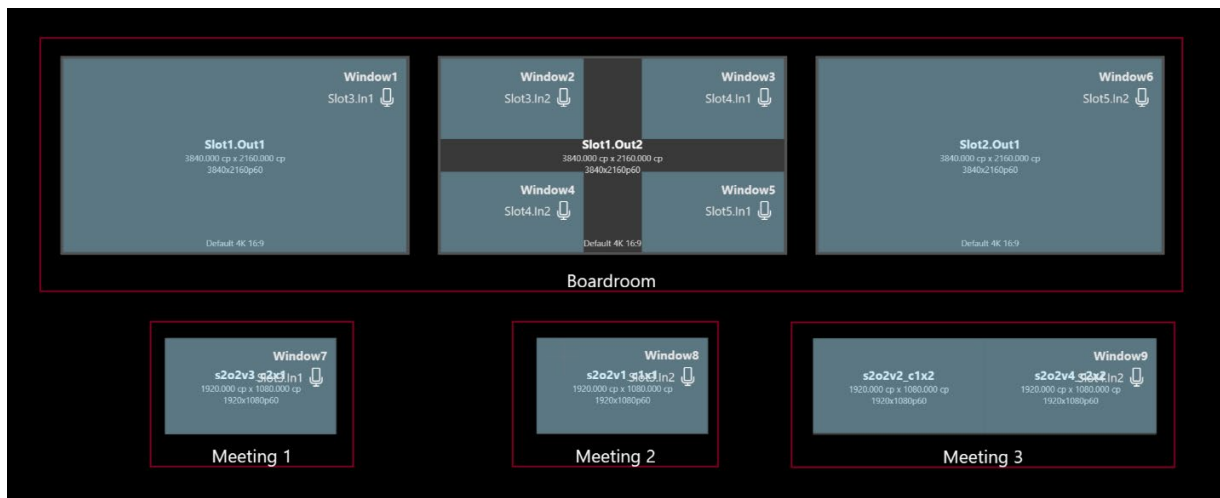 Window1
Slot3.In1
Slot1.Out1
3840.000 cp x 2160.000 cp
3840x2160p60
Default 4K 16:9
Window2
Slot3.In2
Window3
Slot4.In1
Slot1.Out2
3840.000 cp x 2160.000 cp
3840x2160p60
Window4
Slot4.In2
Window5
Slot5.In1
Default 4K 16:9
Window6
Slot5.In2
Slot2.Out1
3840.000 cp x 2160.000 cp
3840x2160p60
Default 4K 16:9
Boardroom
Window7
s2o2v3
1920.000 cp x 1080.000 cp
1920x1080p60
Meeting 1
Window8
s2o2v1
1920.000 cp x 1080.000 cp
1920x1080p60
Meeting 2
Window9
s2o2v2_c1x2
1920.000 cp x 1080.000 cp
1920x1080p60
s2o2v4_c2x2
1920.000 cp x 1080.000 cp
1920x1080p60
Meeting 3